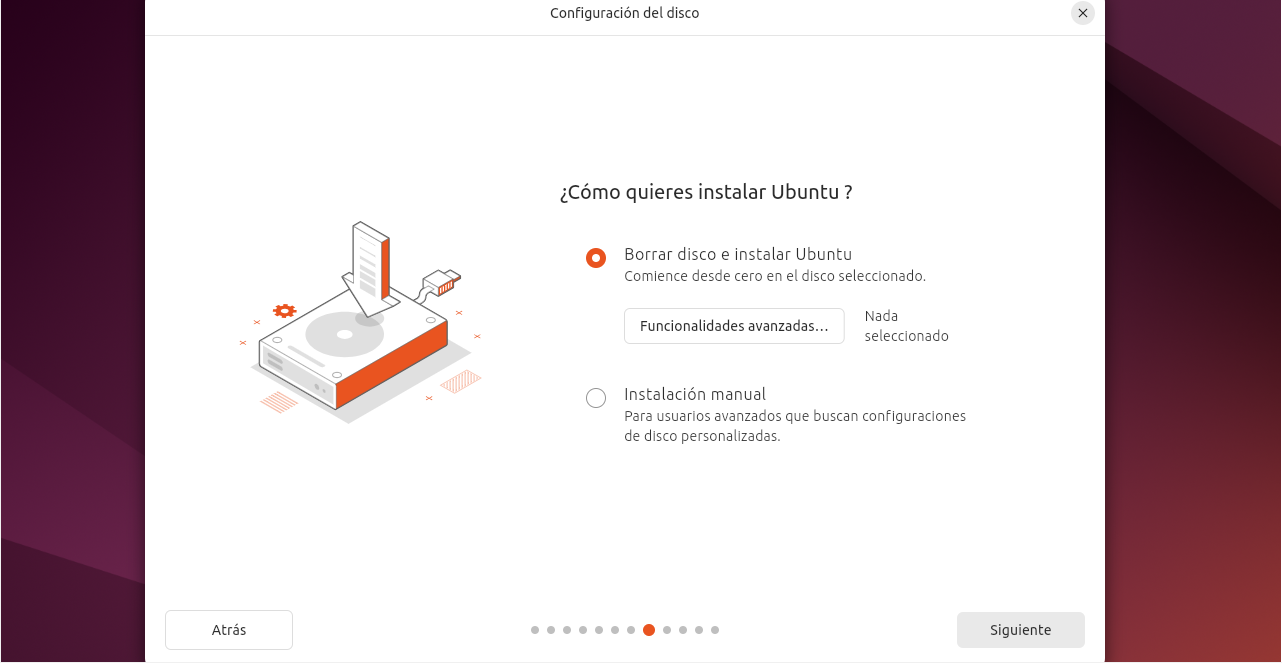 Configuración del disco
¿Cómo quieres instalar Ubuntu ?
Borrar disco e instalar Ubuntu
Comience desde cero en el disco seleccionado.
Funcionalidades avanzadas...
Nada
seleccionado
Instalación manual
Para usuarios avanzados que buscan configuraciones
de disco personalizadas.
Atrás
Siguiente